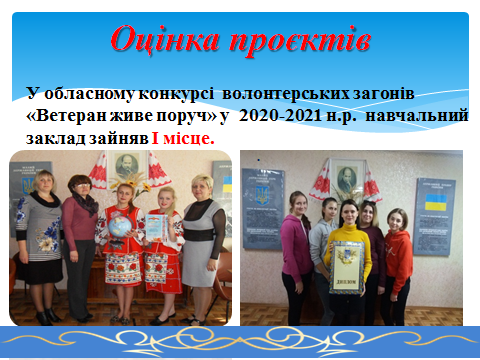 Оцінка проєктів
У обласному конкурсі волонтерських загонів
«Ветеран живе поруч» у 2020-2021 н.р. навчальний
заклад зайняв І місце.
ДИПЛОМ